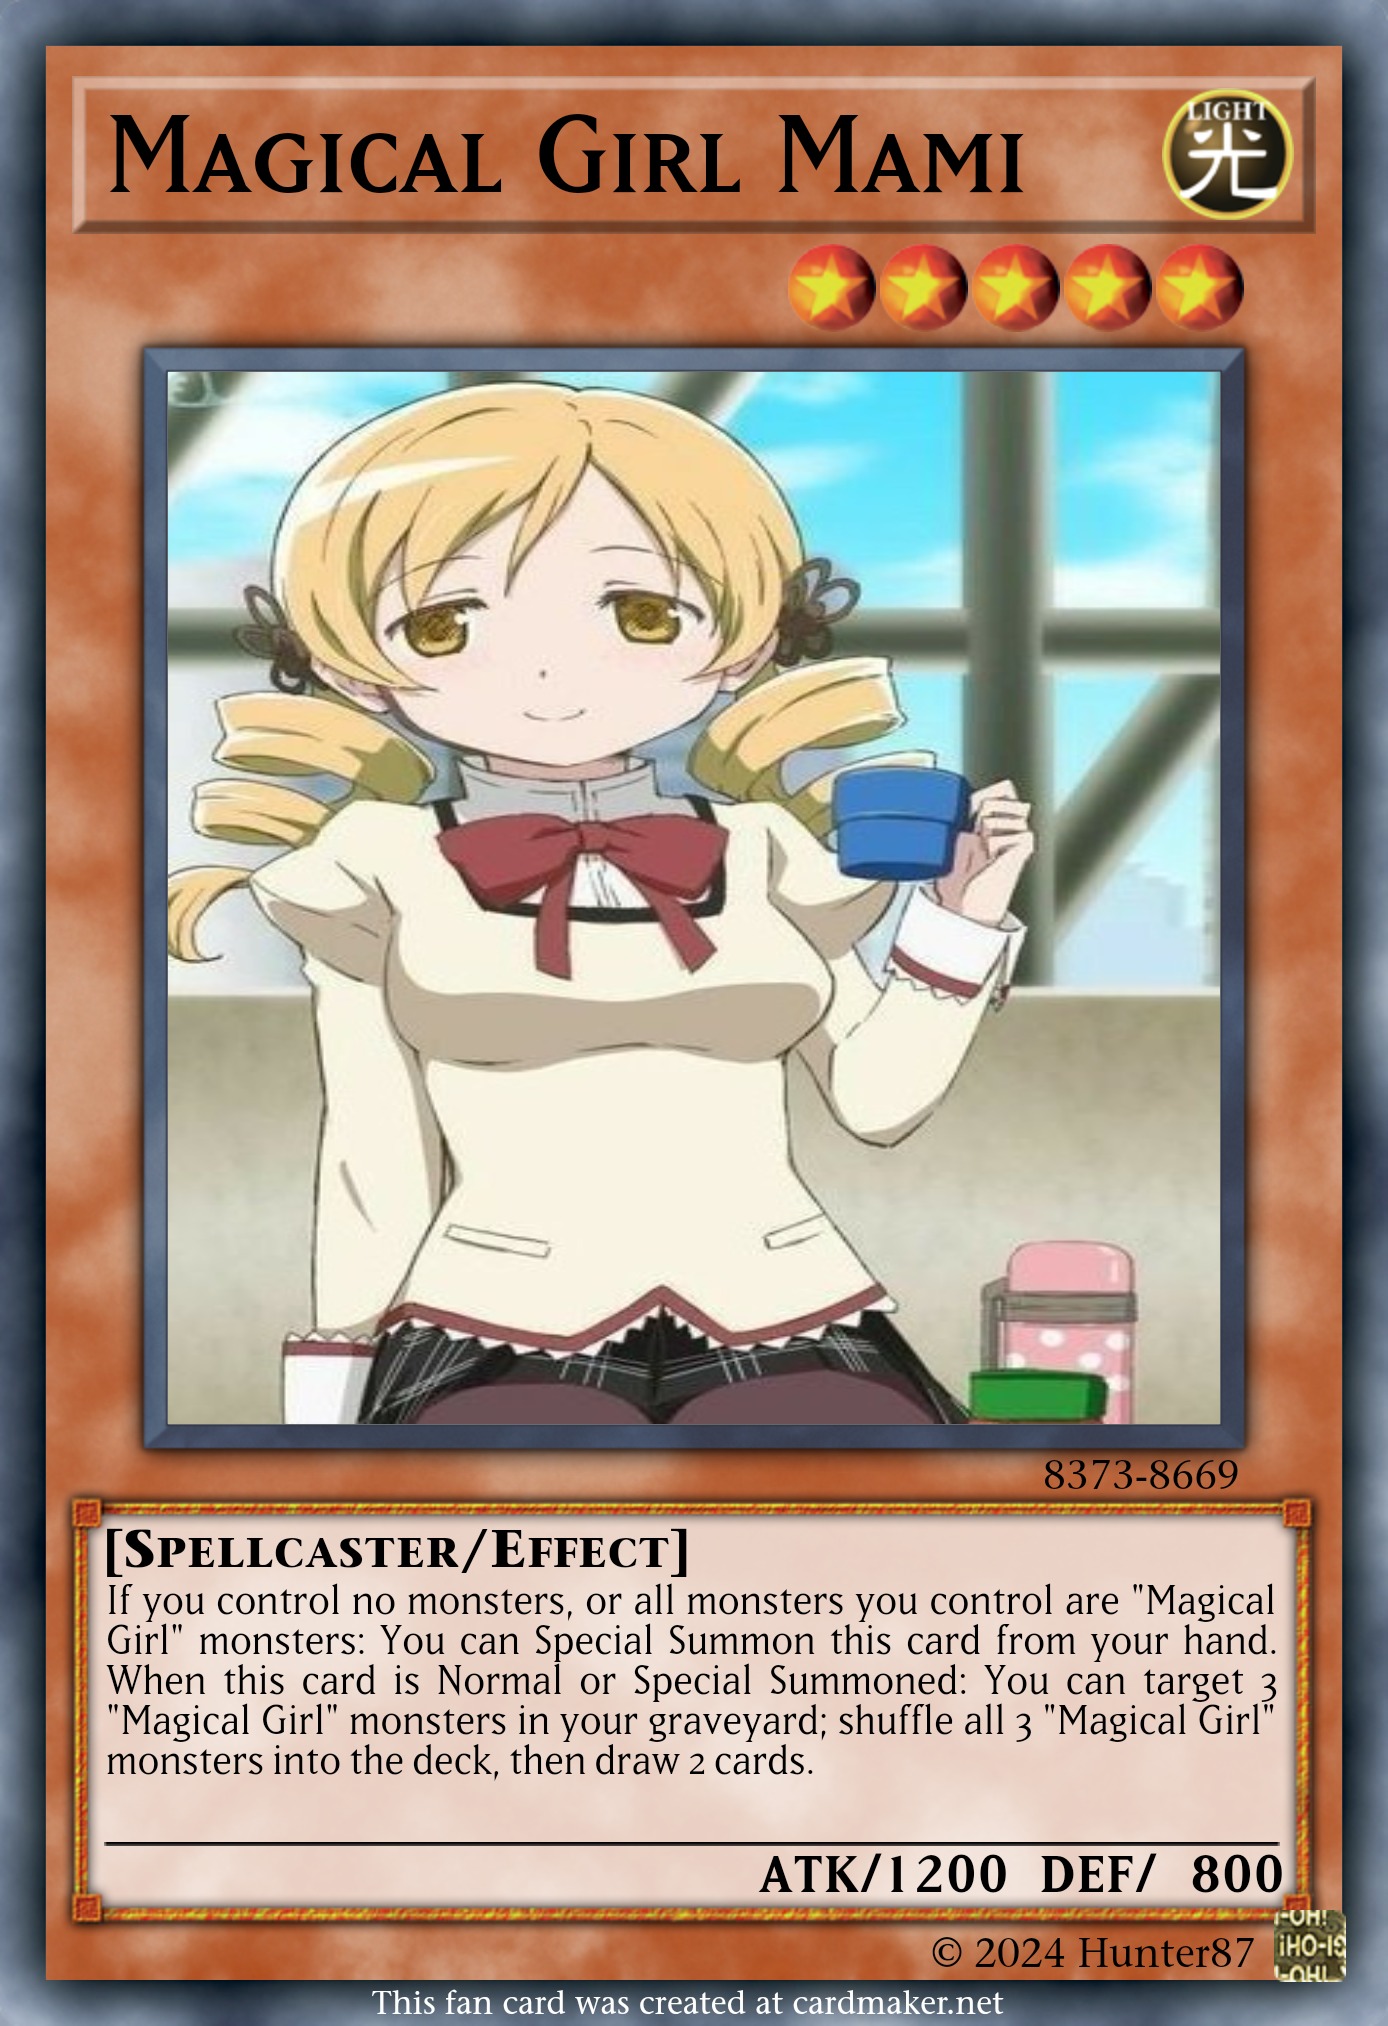 Magical Girl Mami
LIGHT
光
8373-8669
[Spellcaster/Effect]
If you control no monsters, or all monsters you control are "Magical
Girl" monsters: You can Special Summon this card from your hand.
When this card is Normal or Special Summoned: You can target 3
"Magical Girl" monsters in your graveyard; shuffle all 3 "Magical Girl"
monsters into the deck, then draw 2 cards.
ATK/1200 DEF/ 800
© 2024 Hunter87
This fan card was created at cardmaker.net